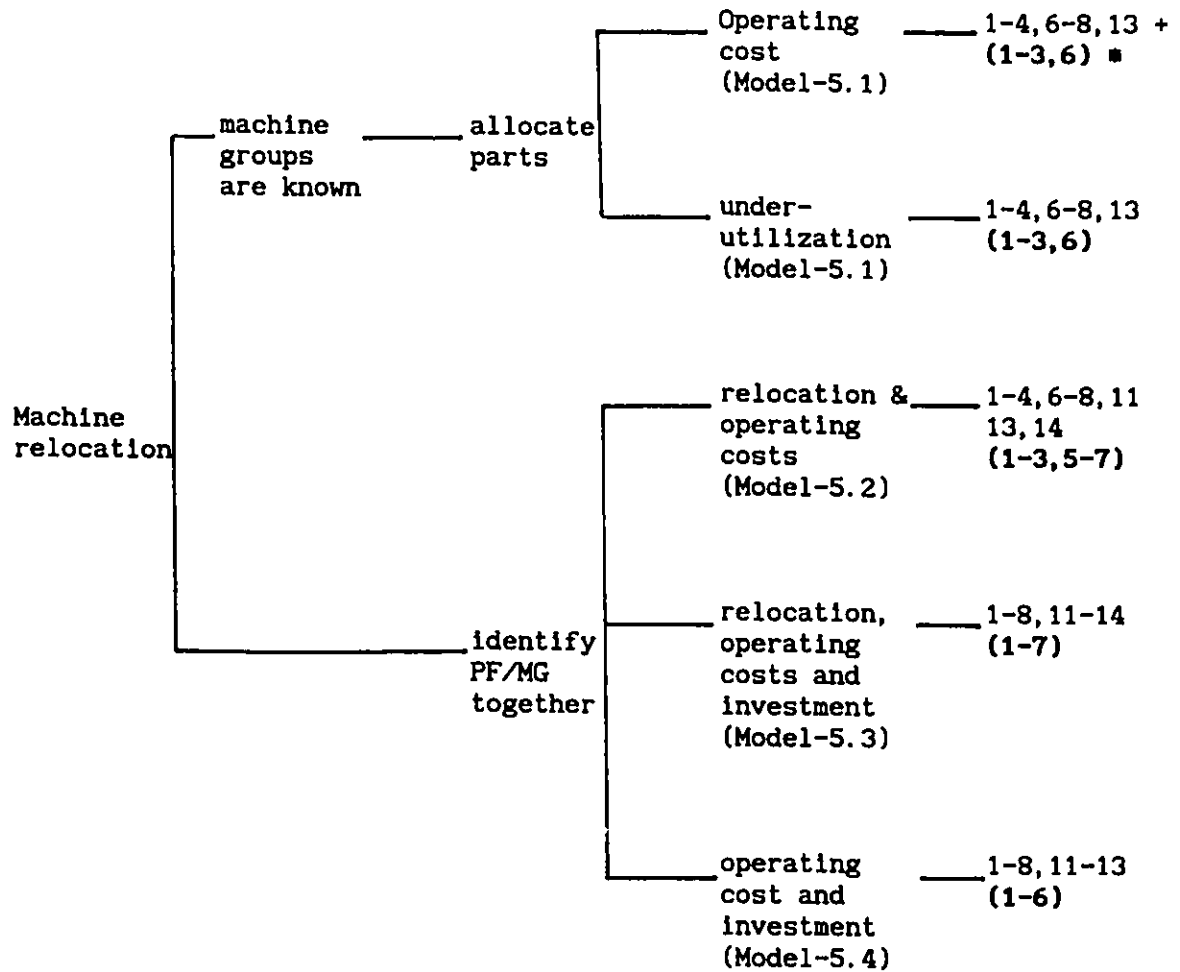 Machine
relocation
machine
groups
are known
allocate
parts
Operating
cost
(Model-5.1)
1-4,6-8,13 +
(1-3,6) *
under-
utilization
(Model-5.1)
1-4,6-8,13
(1-3,6)
identify
PF/MG
together
relocation &
operating
costs
(Model-5.2)
1-4,6-8,11
13,14
(1-3,5-7)
relocation,
operating
costs and
investment
(Model-5.3)
1-8,11-14
(1-7)
operating
cost and
investment
(Model-5.4)
1-8,11-13
(1-6)